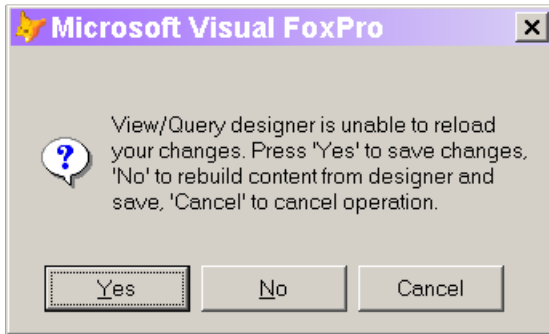 Microsoft Visual FoxPro
View/Query designer is unable to reload
your changes. Press 'Yes' to save changes,
'No' to rebuild content from designer and
save, 'Cancel' to cancel operation.
Yes
No
Cancel